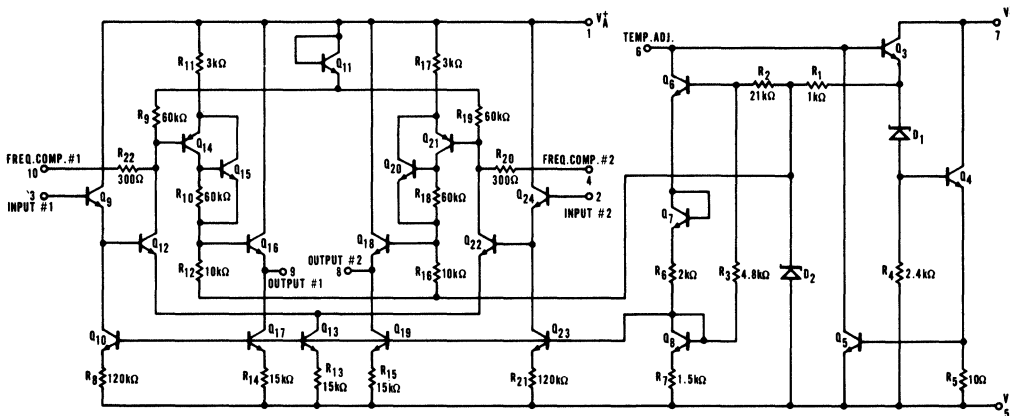 V+A
1
V
7
TEMP.ADJ.
6
Q3
R11
3kΩ
Q11
R17
3kΩ
Q6
R2
21kΩ
R1
1kΩ
R9
60kΩ
R19
60kΩ
D1
Q14
Q21
FREQ.COMP.#1
10
R22
300Ω
Q15
Q20
R20
300Ω
FREQ.COMP.#2
4
Q4
3
INPUT #1
Q9
R10
60kΩ
R18
60kΩ
Q24
2
INPUT #2
Q7
Q12
Q16
Q18
Q22
R12
10kΩ
9
OUTPUT #1
OUTPUT #2
8
R16
10kΩ
R6
2kΩ
R3
4.8kΩ
D2
R4
2.4kΩ
Q10
Q17
Q13
Q19
Q23
Q8
Q5
R8
120kΩ
R14
15kΩ
R13
15kΩ
R15
15kΩ
R21
120kΩ
R7
1.5kΩ
R5
10Ω
V
5